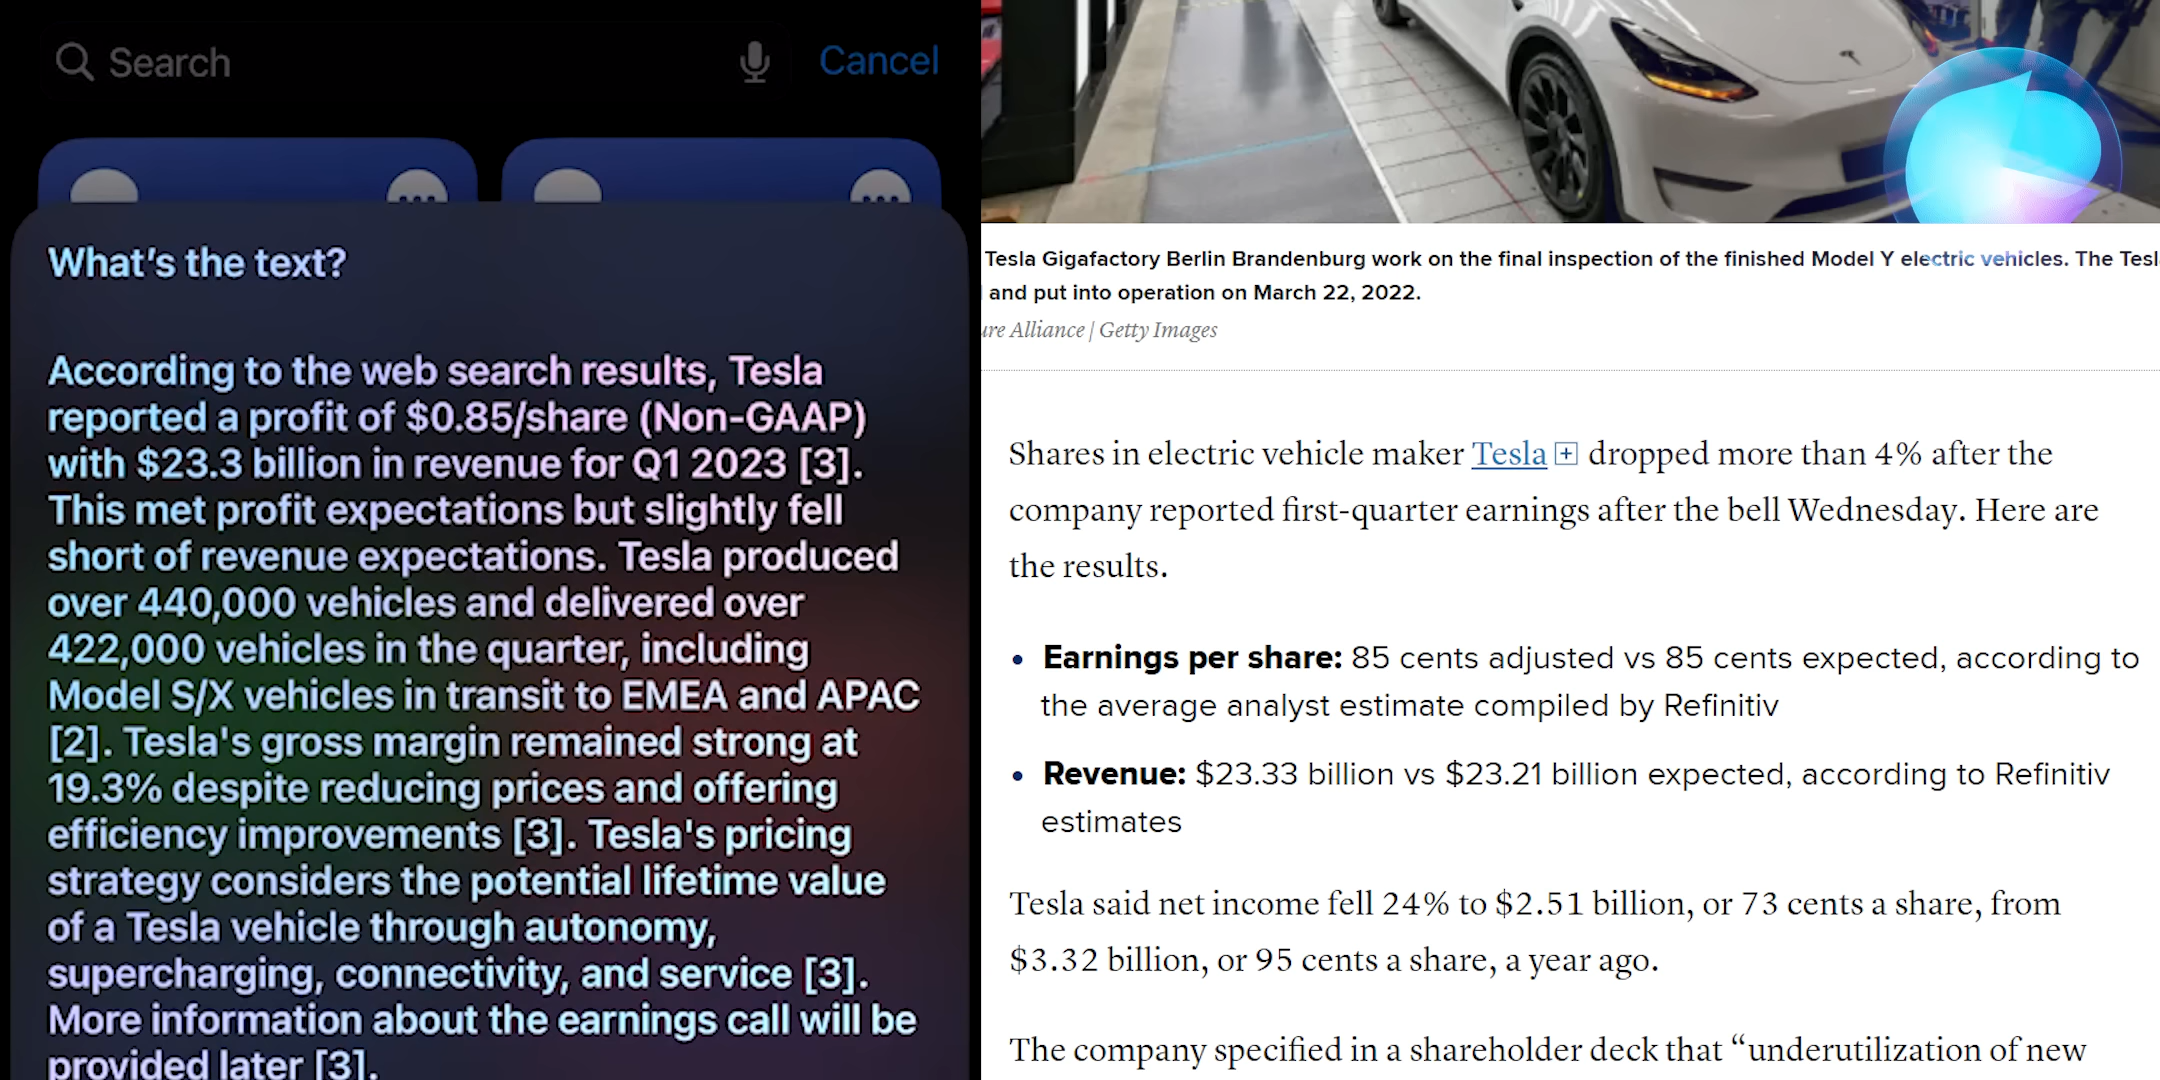 Search
Cancel
What's the text?
According to the web search results, Tesla
reported a profit of $0.85/share (Non-GAAP)
with $23.3 billion in revenue for Q1 2023 [3].
This met profit expectations but slightly fell
short of revenue expectations. Tesla produced
over 440,000 vehicles and delivered over
422,000 vehicles in the quarter, including
Model S/X vehicles in transit to EMEA and APAC
[2]. Tesla's gross margin remained strong at
19.3% despite reducing prices and offering
efficiency improvements [3]. Tesla's pricing
strategy considers the potential lifetime value
of a Tesla vehicle through autonomy,
supercharging, connectivity, and service [3].
More information about the earnings call will be
provided later [3].
Tesla Gigafactory Berlin Brandenburg work on the final inspection of the finished Model Y electric vehicles. The
and put into operation on March 22, 2022.
Alliance | Getty Images
Shares in electric vehicle maker Tesla dropped more than 4% after the
company reported first-quarter earnings after the bell Wednesday. Here are
the results.
• Earnings per share: 85 cents adjusted vs 85 cents expected, according to
the average analyst estimate compiled by Refinitiv
• Revenue: $23.33 billion vs $23.21 billion expected, according to Refinitiv
estimates
Tesla said net income fell 24% to $2.51 billion, or 73 cents a share, from
$3.32 billion, or 95 cents a share, a year ago.
The company specified in a shareholder deck that “underutilization of new